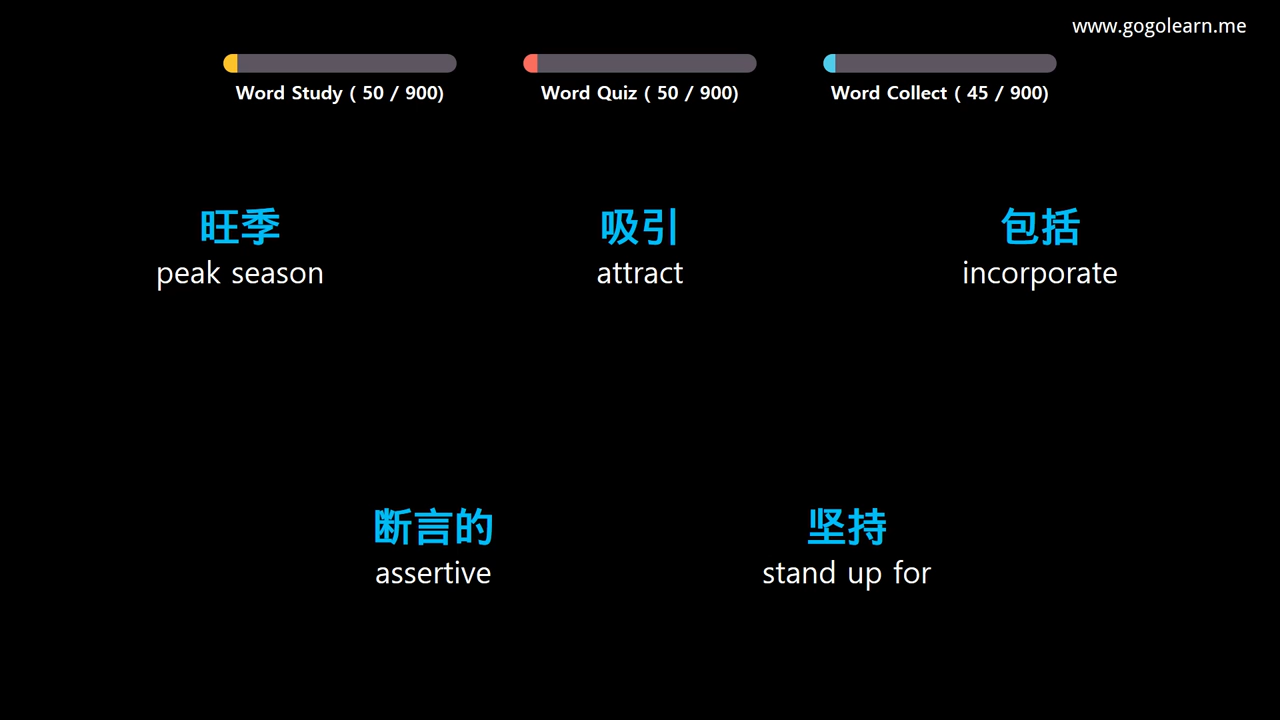 www.gogolearn.me
Word Study ( 50 / 900)
Word Quiz ( 50 / 900)
Word Collect ( 45 / 900)
旺季
peak season
吸引
attract
包括
incorporate
断言的
assertive
坚持
stand up for